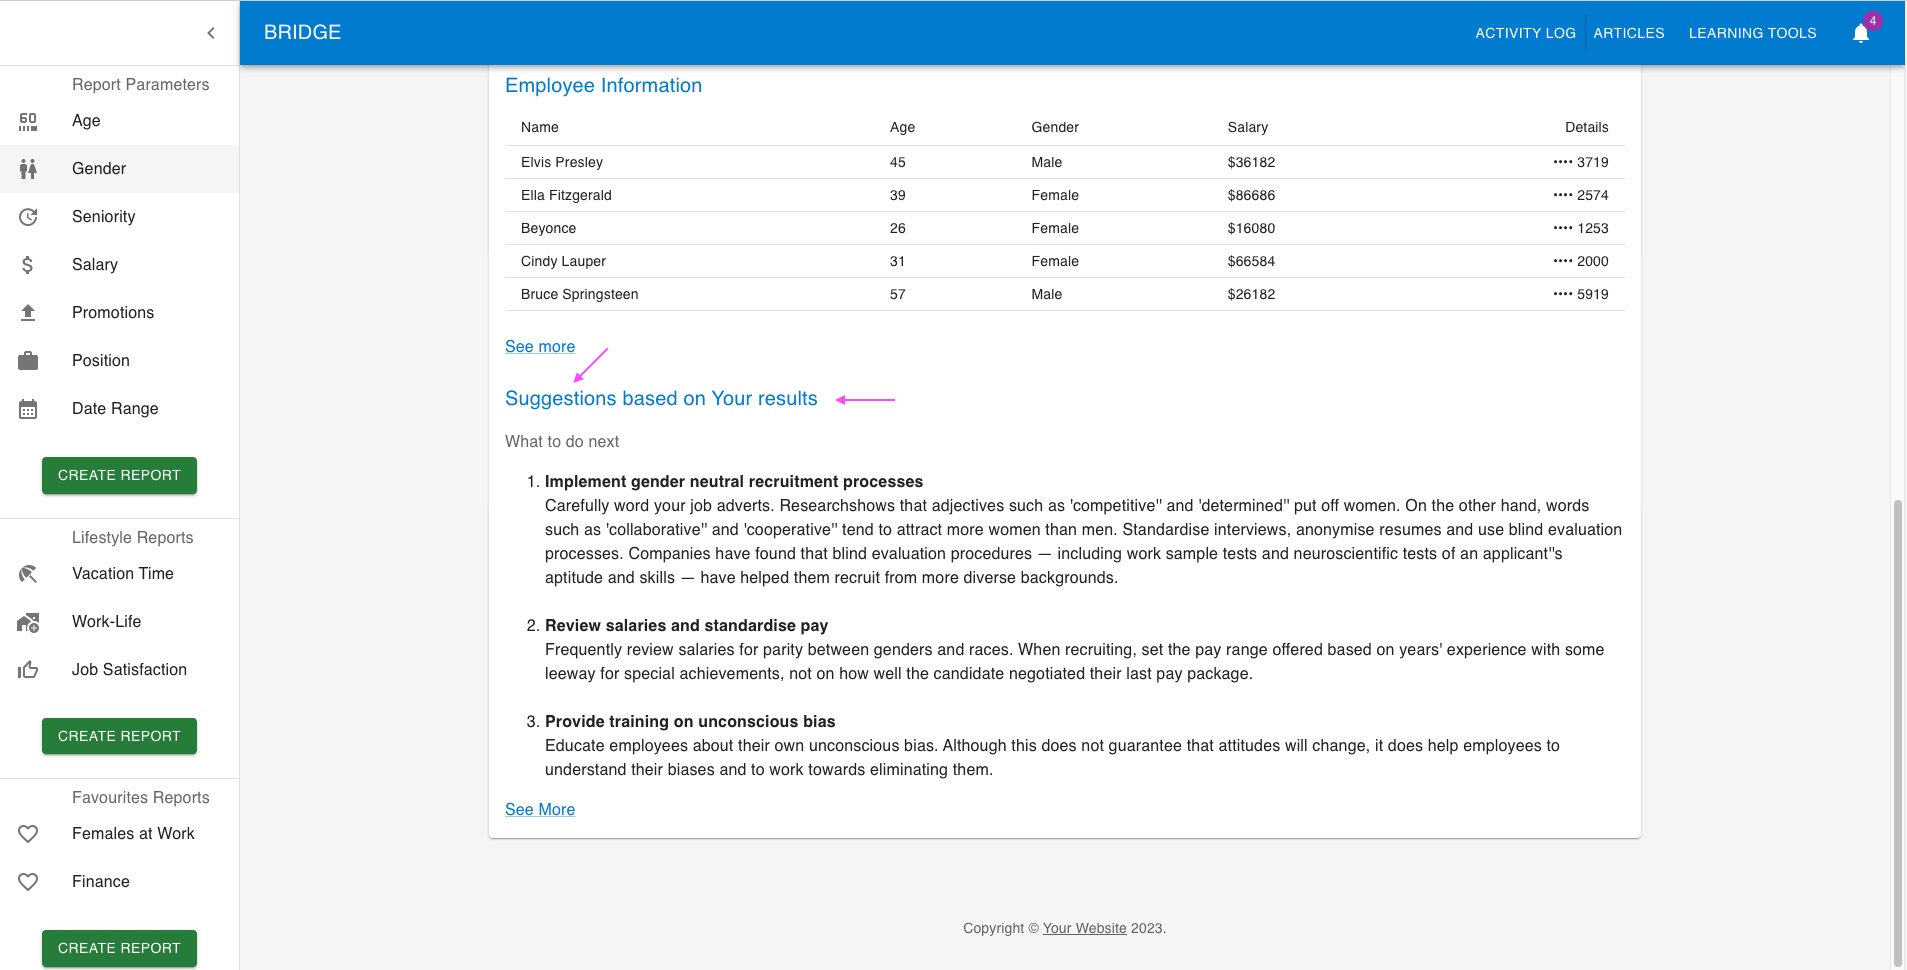 BRIDGE
ACTIVITY LOG
ARTICLES
LEARNING TOOLS
4
Report Parameters
60
Age
Gender
Seniority
$ Salary
Promotions
Position
Date Range
CREATE REPORT
Lifestyle Reports
Vacation Time
Work-Life
Job Satisfaction
CREATE REPORT
Favourites Reports
Females at Work
Finance
CREATE REPORT
Employee Information
Name Age Gender Salary Details
Elvis Presley 45 Male $36182 •••• 3719
Ella Fitzgerald 39 Female $86686 •••• 2574
Beyonce 26 Female $16080 •••• 1253
Cindy Lauper 31 Female $66584 •••• 2000
Bruce Springsteen 57 Male $26182 •••• 5919
See more
Suggestions based on Your results
What to do next
1. Implement gender neutral recruitment processes
Carefully word your job adverts. Researchshows that adjectives such as 'competitive" and 'determined" put off women. On the other hand, words
such as 'collaborative" and 'cooperative" tend to attract more women than men. Standardise interviews, anonymise resumes and use blind evaluation
processes. Companies have found that blind evaluation procedures — including work sample tests and neuroscientific tests of an applicant"s
aptitude and skills — have helped them recruit from more diverse backgrounds.
2. Review salaries and standardise pay
Frequently review salaries for parity between genders and races. When recruiting, set the pay range offered based on years' experience with some
leeway for special achievements, not on how well the candidate negotiated their last pay package.
3. Provide training on unconscious bias
Educate employees about their own unconscious bias. Although this does not guarantee that attitudes will change, it does help employees to
understand their biases and to work towards eliminating them.
See More
Copyright © Your Website 2023.